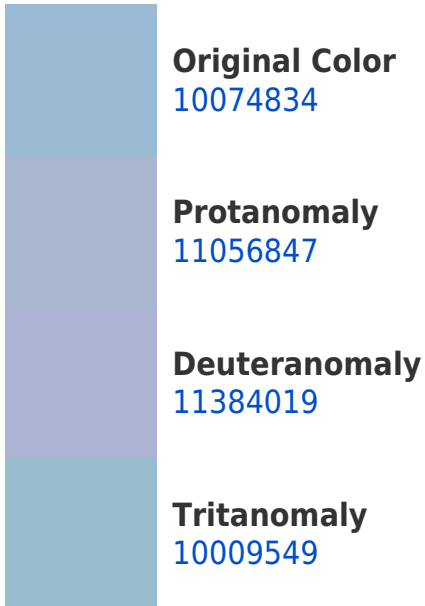 Original Color
10074834
Protanomaly
11056847
Deuteranomaly
11384019
Tritanomaly
10009549